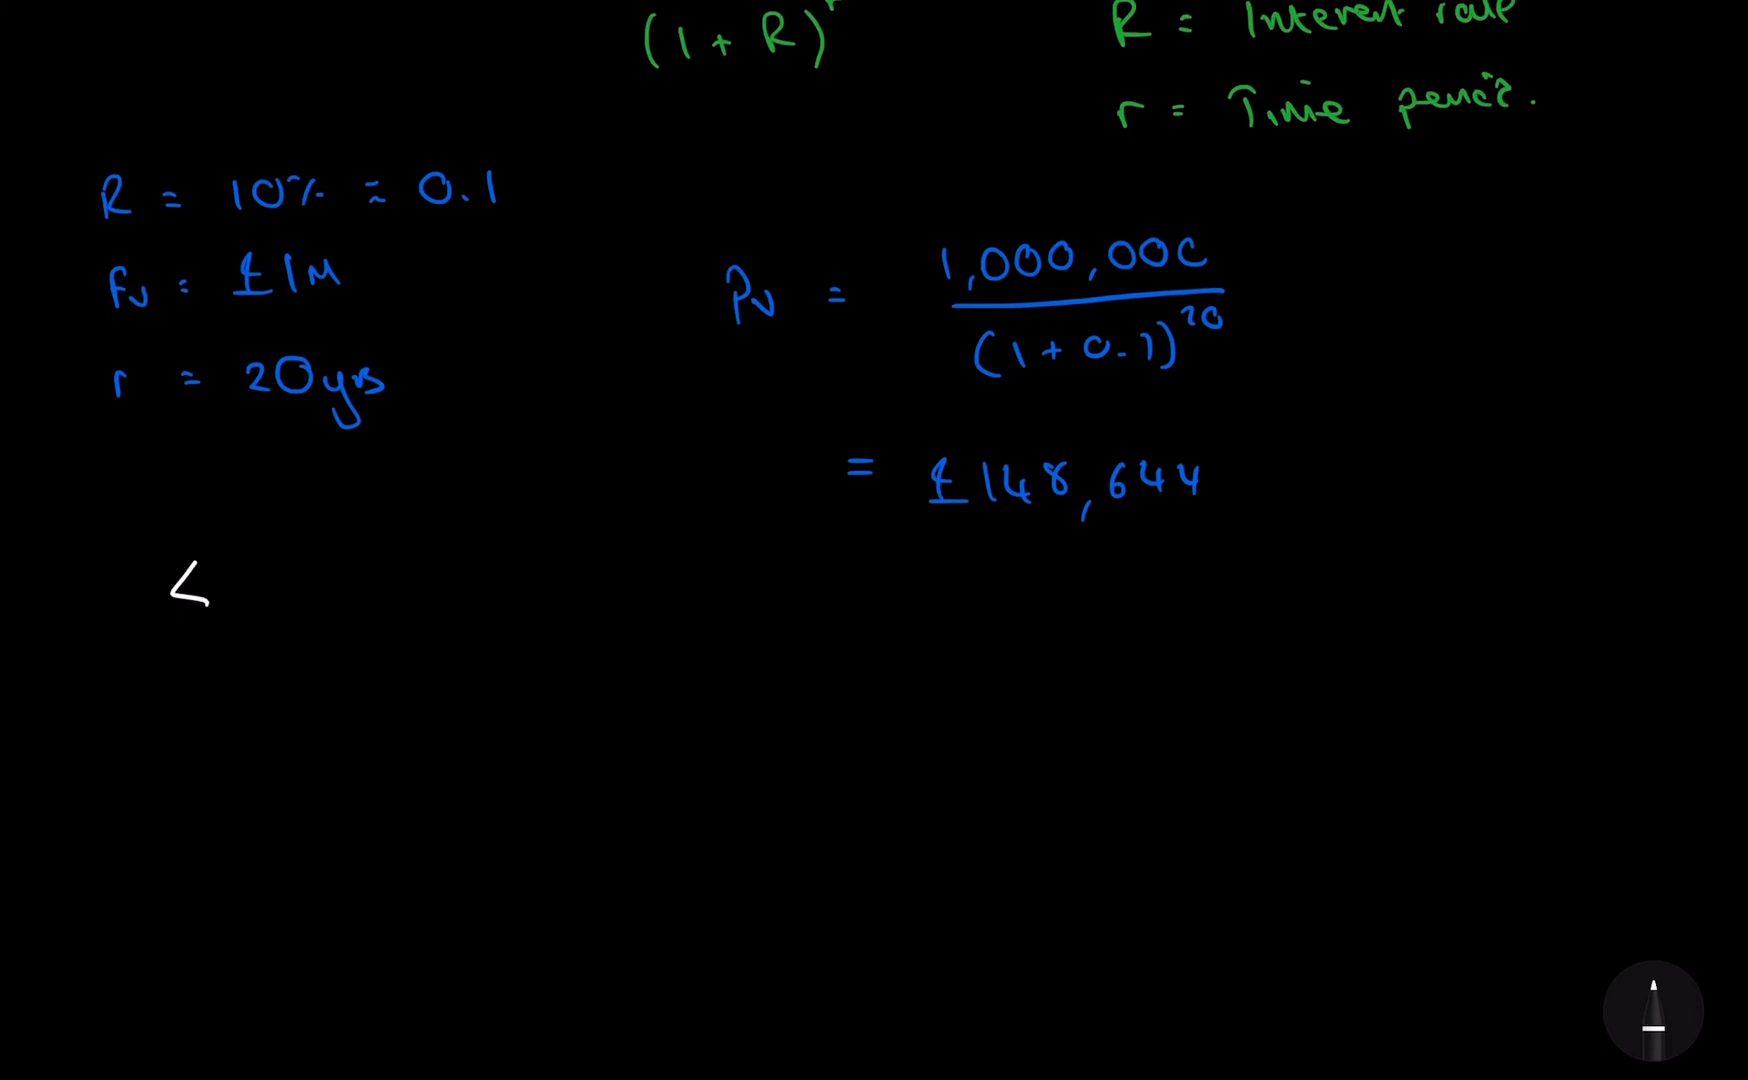 (1 + R)
R = Interest rate
r = Time
R = 10% = 0.1
Fv = £1M
r = 20yrs
Pv = 1,000,000
(1 + 0.1)²⁰
= £148,644
<